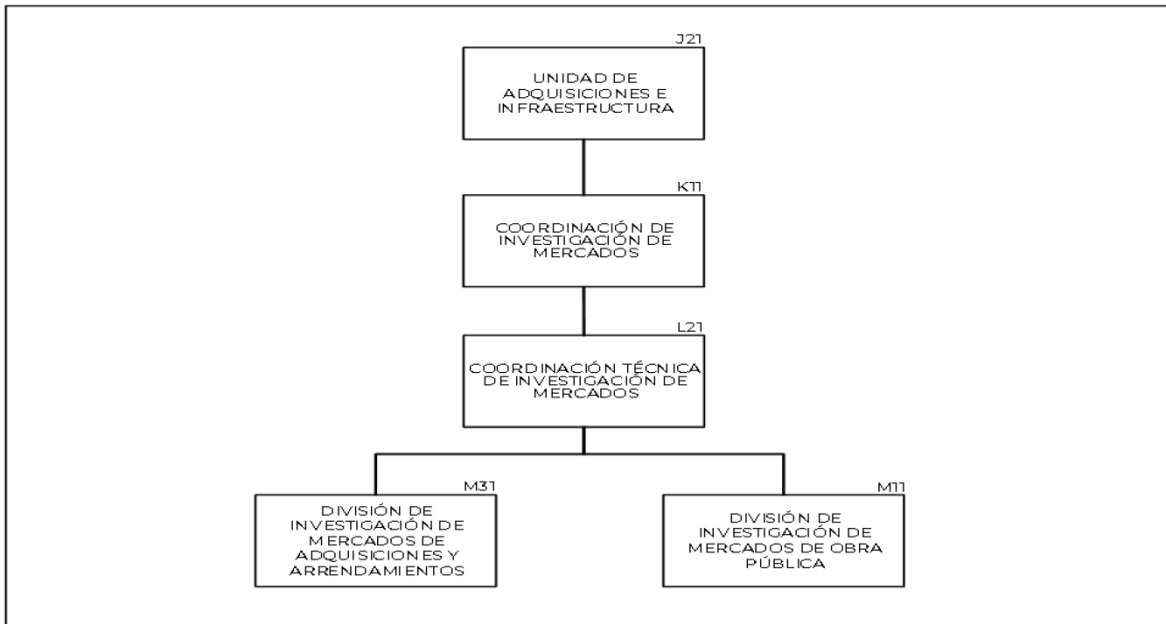 J21
UNIDAD DE
ADQUISICIONES E
INFRAESTRUCTURA
K11
COORDINACIÓN DE
INVESTIGACIÓN DE
MERCADOS
L21
COORDINACIÓN TÉCNICA
DE INVESTIGACIÓN DE
MERCADOS
M31
DIVISIÓN DE
INVESTIGACIÓN DE
MERCADOS DE
ADQUISICIONES Y
ARRENDAMIENTOS
M11
DIVISIÓN DE
INVESTIGACIÓN DE
MERCADOS DE OBRA
PÚBLICA